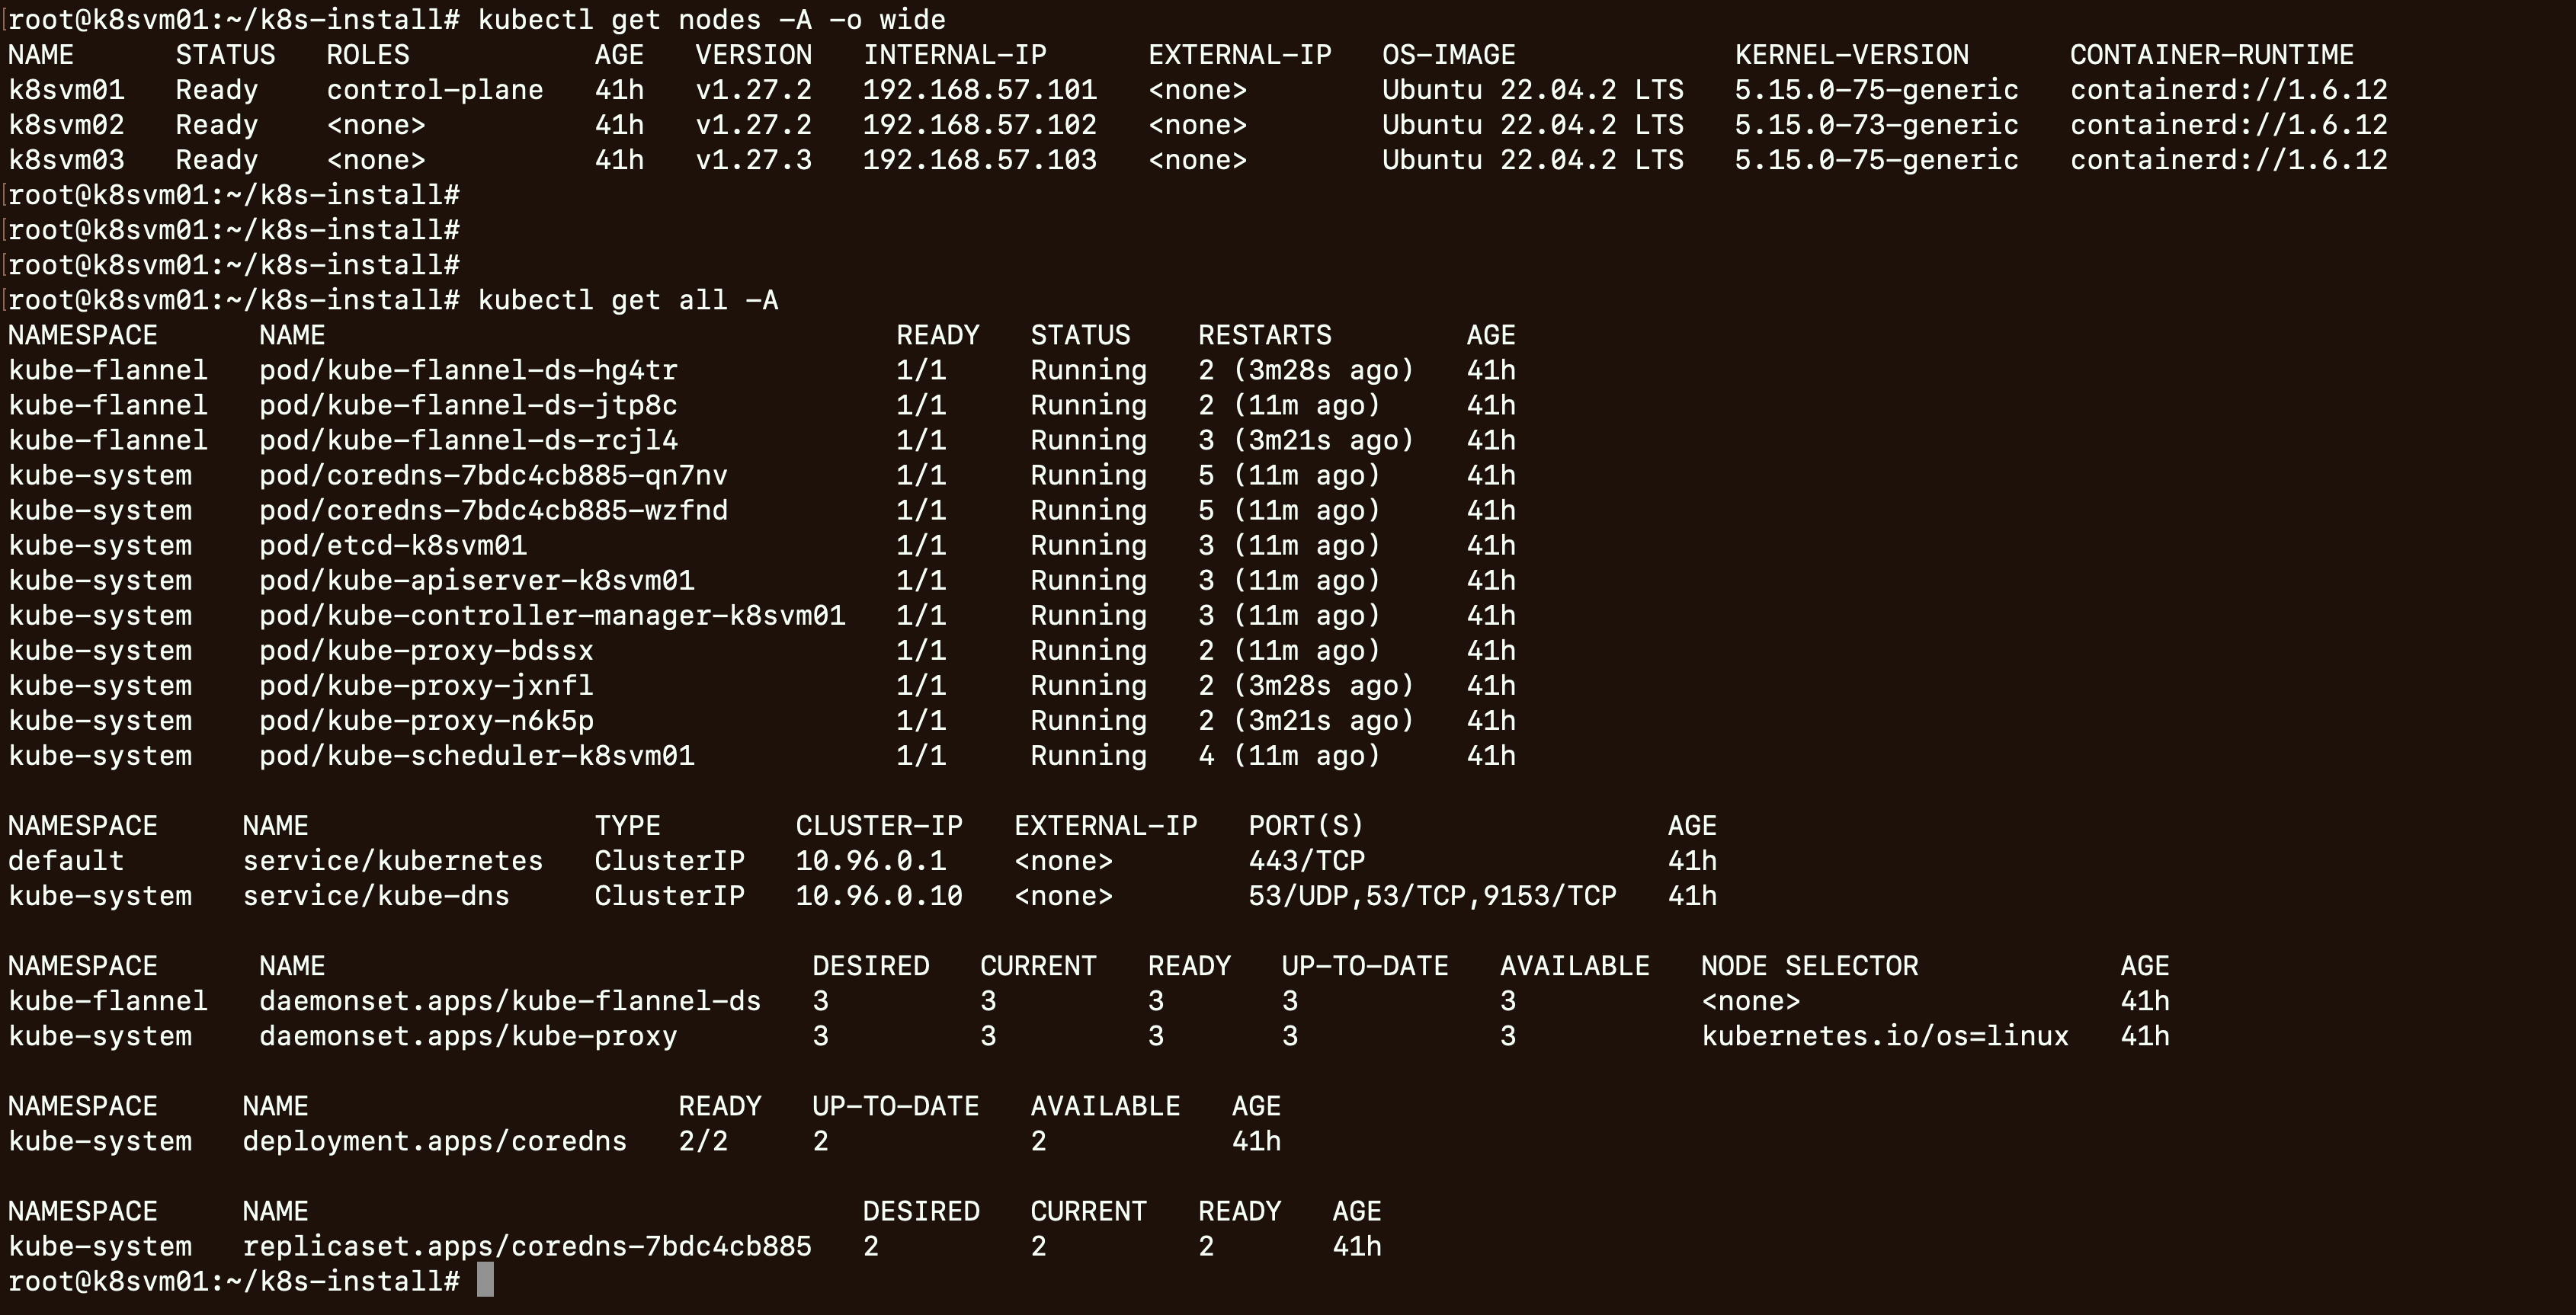 [root@k8svm01:~/k8s-install# kubectl get nodes -A -o wide
NAME      STATUS   ROLES           AGE   VERSION   INTERNAL-IP      EXTERNAL-IP   OS-IMAGE             KERNEL-VERSION      CONTAINER-RUNTIME
k8svm01   Ready    control-plane   41h   v1.27.2   192.168.57.101   <none>        Ubuntu 22.04.2 LTS   5.15.0-75-generic   containerd://1.6.12
k8svm02   Ready    <none>          41h   v1.27.2   192.168.57.102   <none>        Ubuntu 22.04.2 LTS   5.15.0-73-generic   containerd://1.6.12
k8svm03   Ready    <none>          41h   v1.27.3   192.168.57.103   <none>        Ubuntu 22.04.2 LTS   5.15.0-75-generic   containerd://1.6.12
[root@k8svm01:~/k8s-install#
[root@k8svm01:~/k8s-install#
[root@k8svm01:~/k8s-install#
[root@k8svm01:~/k8s-install# kubectl get all -A
NAMESPACE      NAME                                  READY   STATUS    RESTARTS        AGE
kube-flannel   pod/kube-flannel-ds-hg4tr             1/1     Running   2 (3m28s ago)   41h
kube-flannel   pod/kube-flannel-ds-jtp8c             1/1     Running   2 (11m ago)     41h
kube-flannel   pod/kube-flannel-ds-rcjl4             1/1     Running   3 (3m21s ago)   41h
kube-system    pod/coredns-7bdc4cb885-qn7nv          1/1     Running   5 (11m ago)     41h
kube-system    pod/coredns-7bdc4cb885-wzfnd          1/1     Running   5 (11m ago)     41h
kube-system    pod/etcd-k8svm01                      1/1     Running   3 (11m ago)     41h
kube-system    pod/kube-apiserver-k8svm01            1/1     Running   3 (11m ago)     41h
kube-system    pod/kube-controller-manager-k8svm01   1/1     Running   3 (11m ago)     41h
kube-system    pod/kube-proxy-bdssx                  1/1     Running   2 (11m ago)     41h
kube-system    pod/kube-proxy-jxnfl                  1/1     Running   2 (3m28s ago)   41h
kube-system    pod/kube-proxy-n6k5p                  1/1     Running   2 (3m21s ago)   41h
kube-system    pod/kube-scheduler-k8svm01            1/1     Running   4 (11m ago)     41h
NAMESPACE     NAME                 TYPE        CLUSTER-IP   EXTERNAL-IP   PORT(S)                  AGE
default       service/kubernetes   ClusterIP   10.96.0.1    <none>        443/TCP                  41h
kube-system   service/kube-dns     ClusterIP   10.96.0.10   <none>        53/UDP,53/TCP,9153/TCP   41h
NAMESPACE      NAME                             DESIRED   CURRENT   READY   UP-TO-DATE   AVAILABLE   NODE SELECTOR            AGE
kube-flannel   daemonset.apps/kube-flannel-ds   3         3         3       3            3           <none>                   41h
kube-system    daemonset.apps/kube-proxy        3         3         3       3            3           kubernetes.io/os=linux   41h
NAMESPACE     NAME                      READY   UP-TO-DATE   AVAILABLE   AGE
kube-system   deployment.apps/coredns   2/2     2            2           41h
NAMESPACE     NAME                                 DESIRED   CURRENT   READY   AGE
kube-system   replicaset.apps/coredns-7bdc4cb885   2         2         2       41h
root@k8svm01:~/k8s-install#